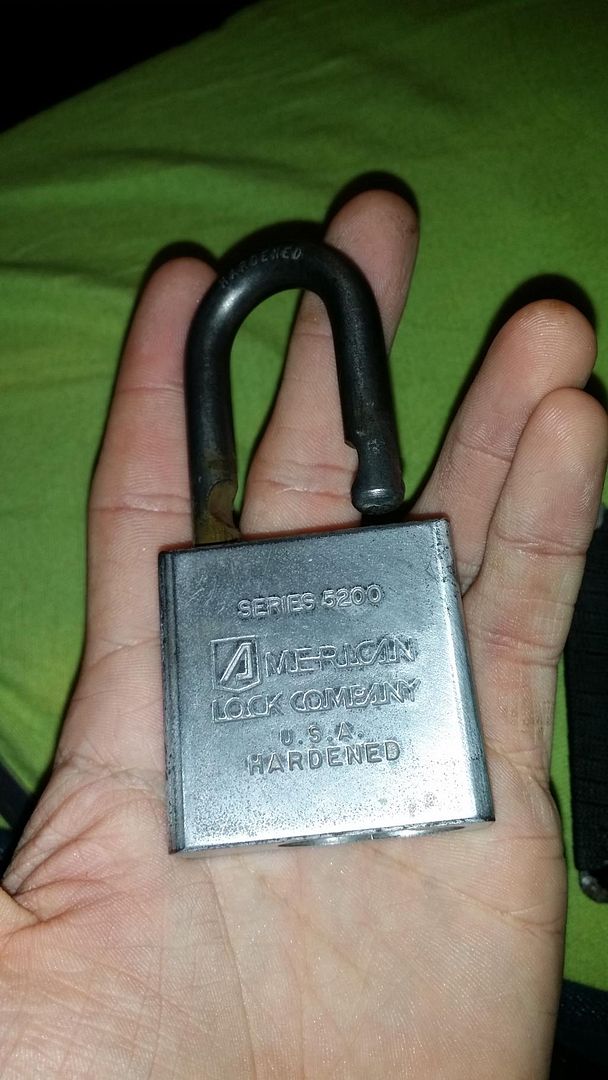 HARDENED
SERIES 5200
AMERICAN
LOCK COMPANY
U.S.A.
HARDENED